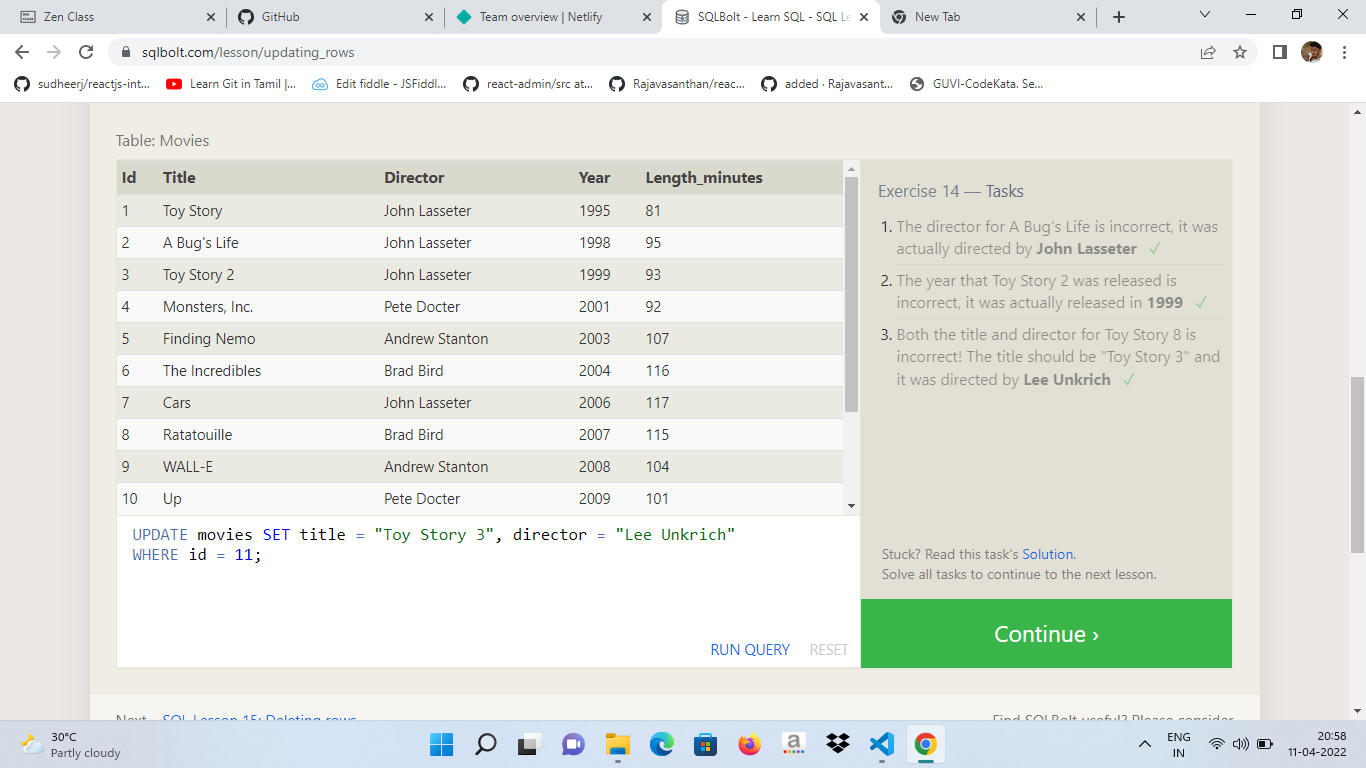 Zen Class
GitHub
Team overview | Netlify
SQLBolt - Learn SQL - SQL Le
New Tab
sqlbolt.com/lesson/updating_rows
sudheerj/reactjs-int...
Learn Git in Tamil |...
Edit fiddle - JSFiddl...
react-admin/src at...
Rajavasanthan/reac...
added · Rajavasant...
GUVI-CodeKata. Se...
Table: Movies
Id Title Director Year Length_minutes
1 Toy Story John Lasseter 1995 81
2 A Bug's Life John Lasseter 1998 95
3 Toy Story 2 John Lasseter 1999 93
4 Monsters, Inc. Pete Docter 2001 92
5 Finding Nemo Andrew Stanton 2003 107
6 The Incredibles Brad Bird 2004 116
7 Cars John Lasseter 2006 117
8 Ratatouille Brad Bird 2007 115
9 WALL-E Andrew Stanton 2008 104
10 Up Pete Docter 2009 101
UPDATE movies SET title = "Toy Story 3", director = "Lee Unkrich"
WHERE id = 11;
RUN QUERY RESET
Exercise 14 — Tasks
1. The director for A Bug's Life is incorrect, it was
actually directed by John Lasseter ✓
2. The year that Toy Story 2 was released is
incorrect, it was actually released in 1999 ✓
3. Both the title and director for Toy Story 8 is
incorrect! The title should be "Toy Story 3" and
it was directed by Lee Unkrich ✓
Stuck? Read this task's Solution.
Solve all tasks to continue to the next lesson.
Continue ›
Next – SQL Lesson 15: Deleting rows
Find SQLBolt useful? Please consider
30°C
Partly cloudy
a
ENG
IN
20:58
11-04-2022